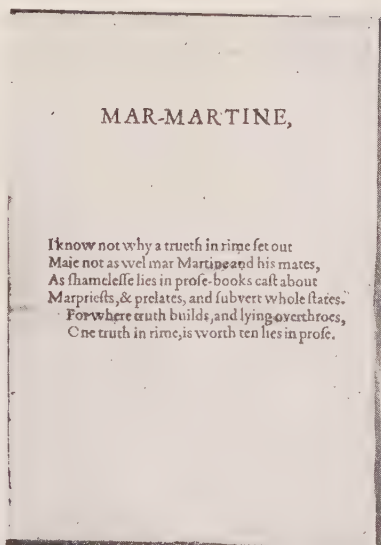 MAR-MARTINE,
I know not why a trueth in rime ſet out
Maie not as wel mar Martine and his mates,
As ſhameleſſe lies in proſe-books caſt about
Marprieſts, & prelates, and ſubvert whole ſtates.
For where truth builds, and lying overthroes,
One truth in rime, is worth ten lies in proſe.